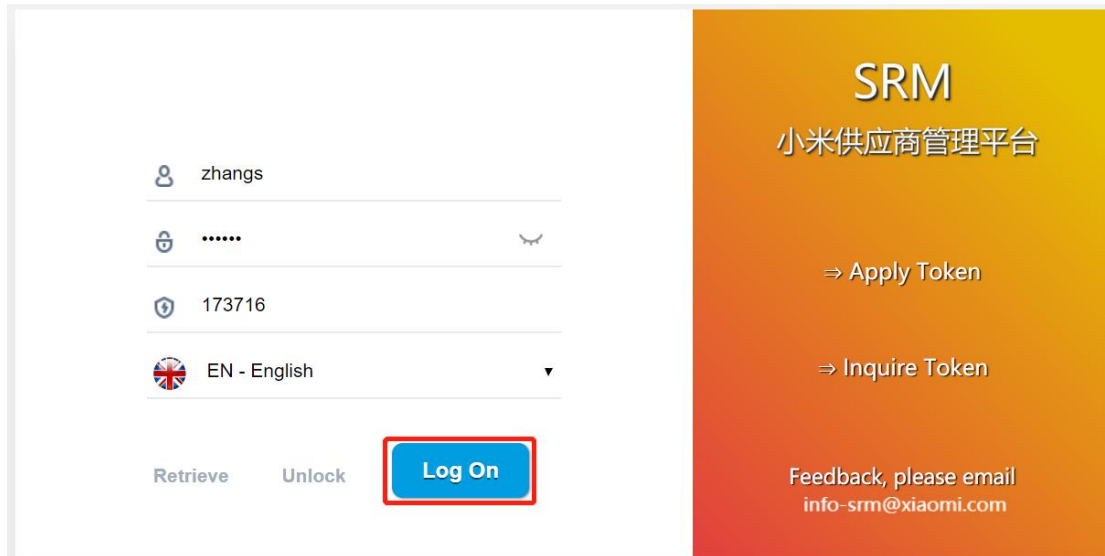 zhangs
••••••
173716
EN - English
Retrieve Unlock Log On
SRM
小米供应商管理平台
⇒ Apply Token
⇒ Inquire Token
Feedback, please email
info-srm@xiaomi.com